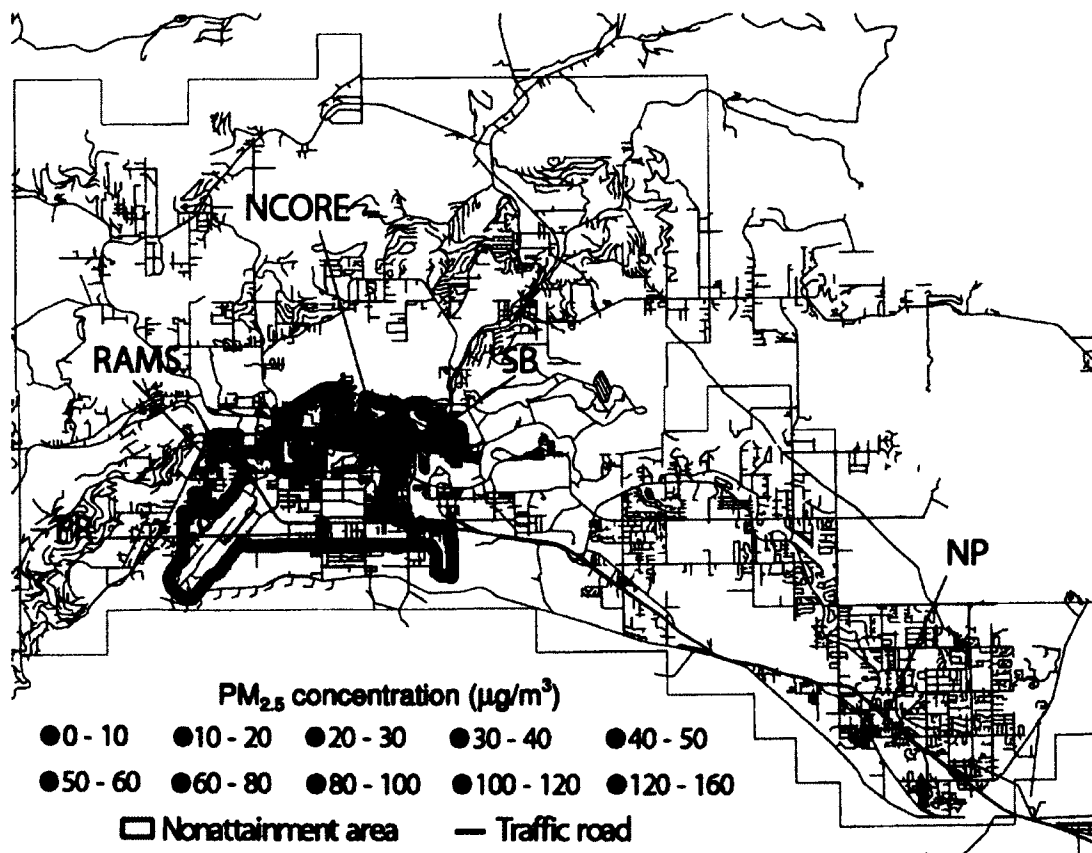 NCORE
RAMS
SB
NP
PM2.5 concentration (μg/m³)
0 - 10 10 - 20 20 - 30 30 - 40 40 - 50
50 - 60 60 - 80 80 - 100 100 - 120 120 - 160
Nonattainment area Traffic road